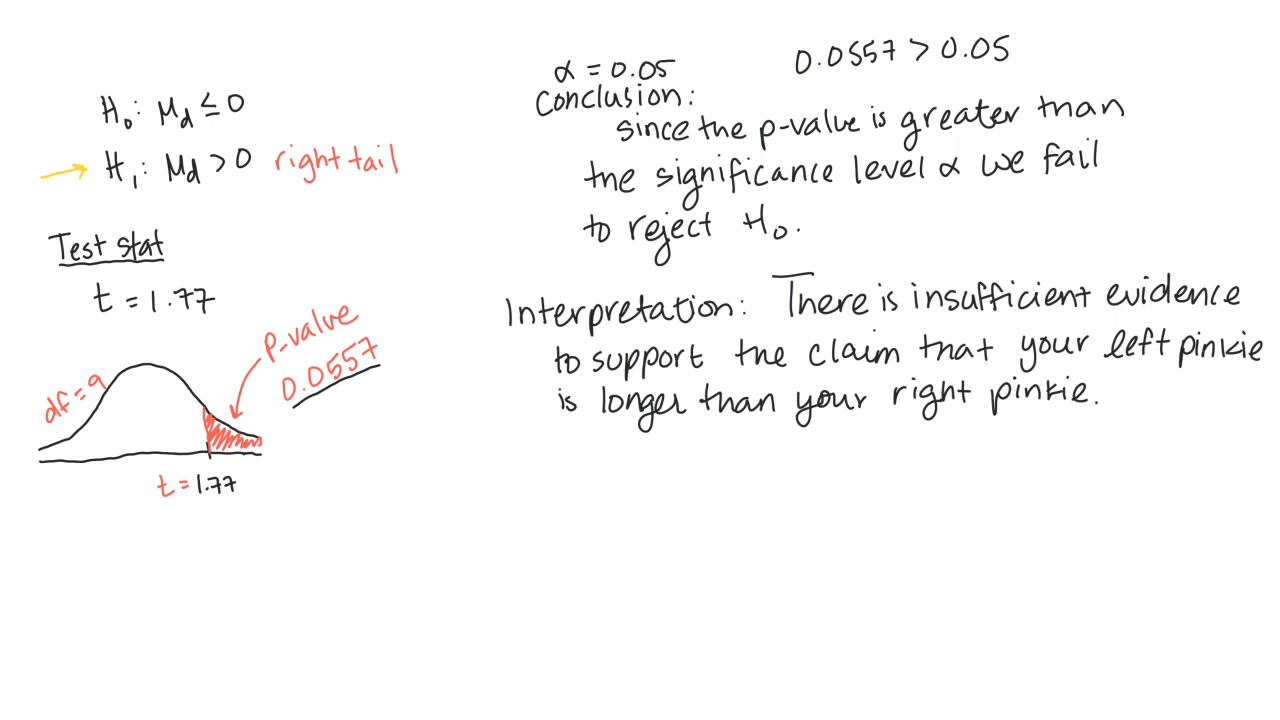 H₀: Md ≤ 0
H₁: Md > 0 right tail
Test stat
t = 1.77
P-value
0.0557
df = 9
t = 1.77
α = 0.05
0.0557 > 0.05
Conclusion:
since the p-value is greater than
the significance level α we fail
to reject H₀.
Interpretation: There is insufficient evidence
to support the claim that your left pinkie
is longer than your right pinkie.